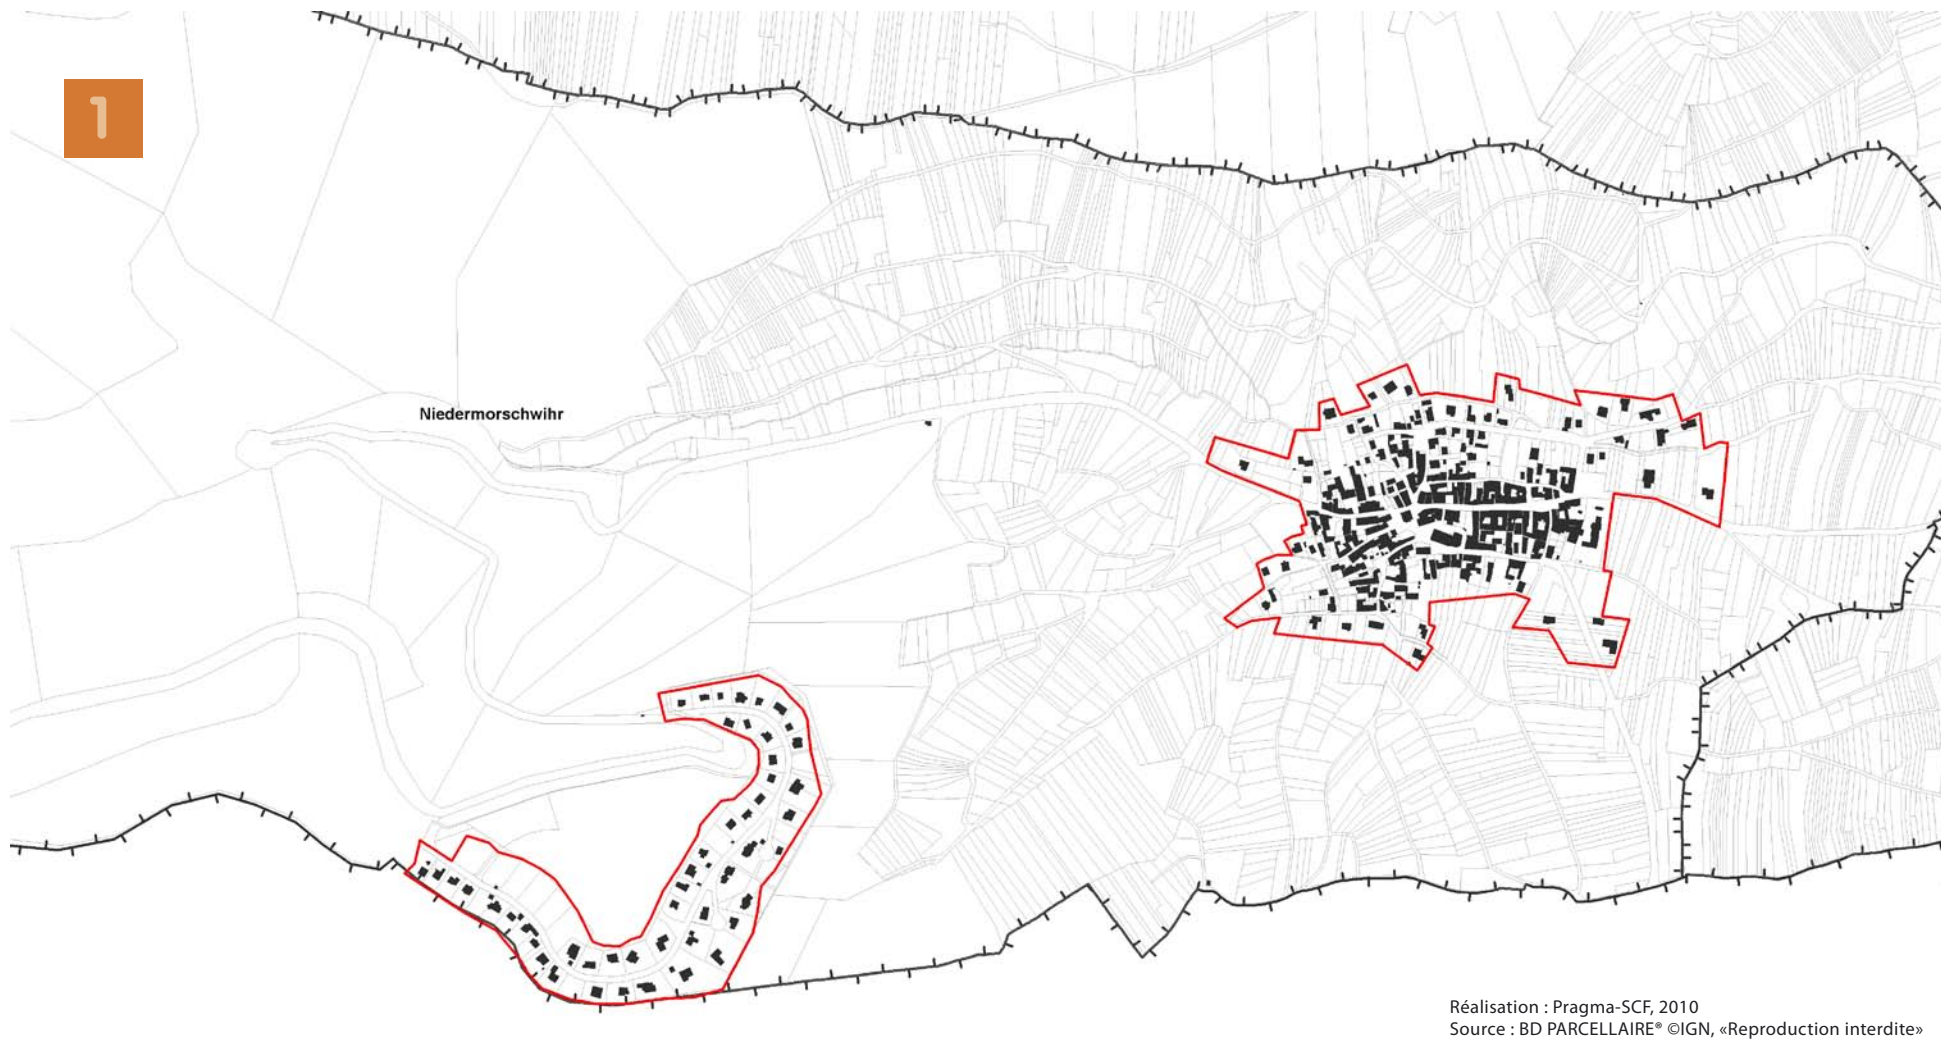 1
Niedermorschwihr
Réalisation : Pragma-SCF, 2010
Source : BD PARCELLAIRE® ©IGN, «Reproduction interdite»